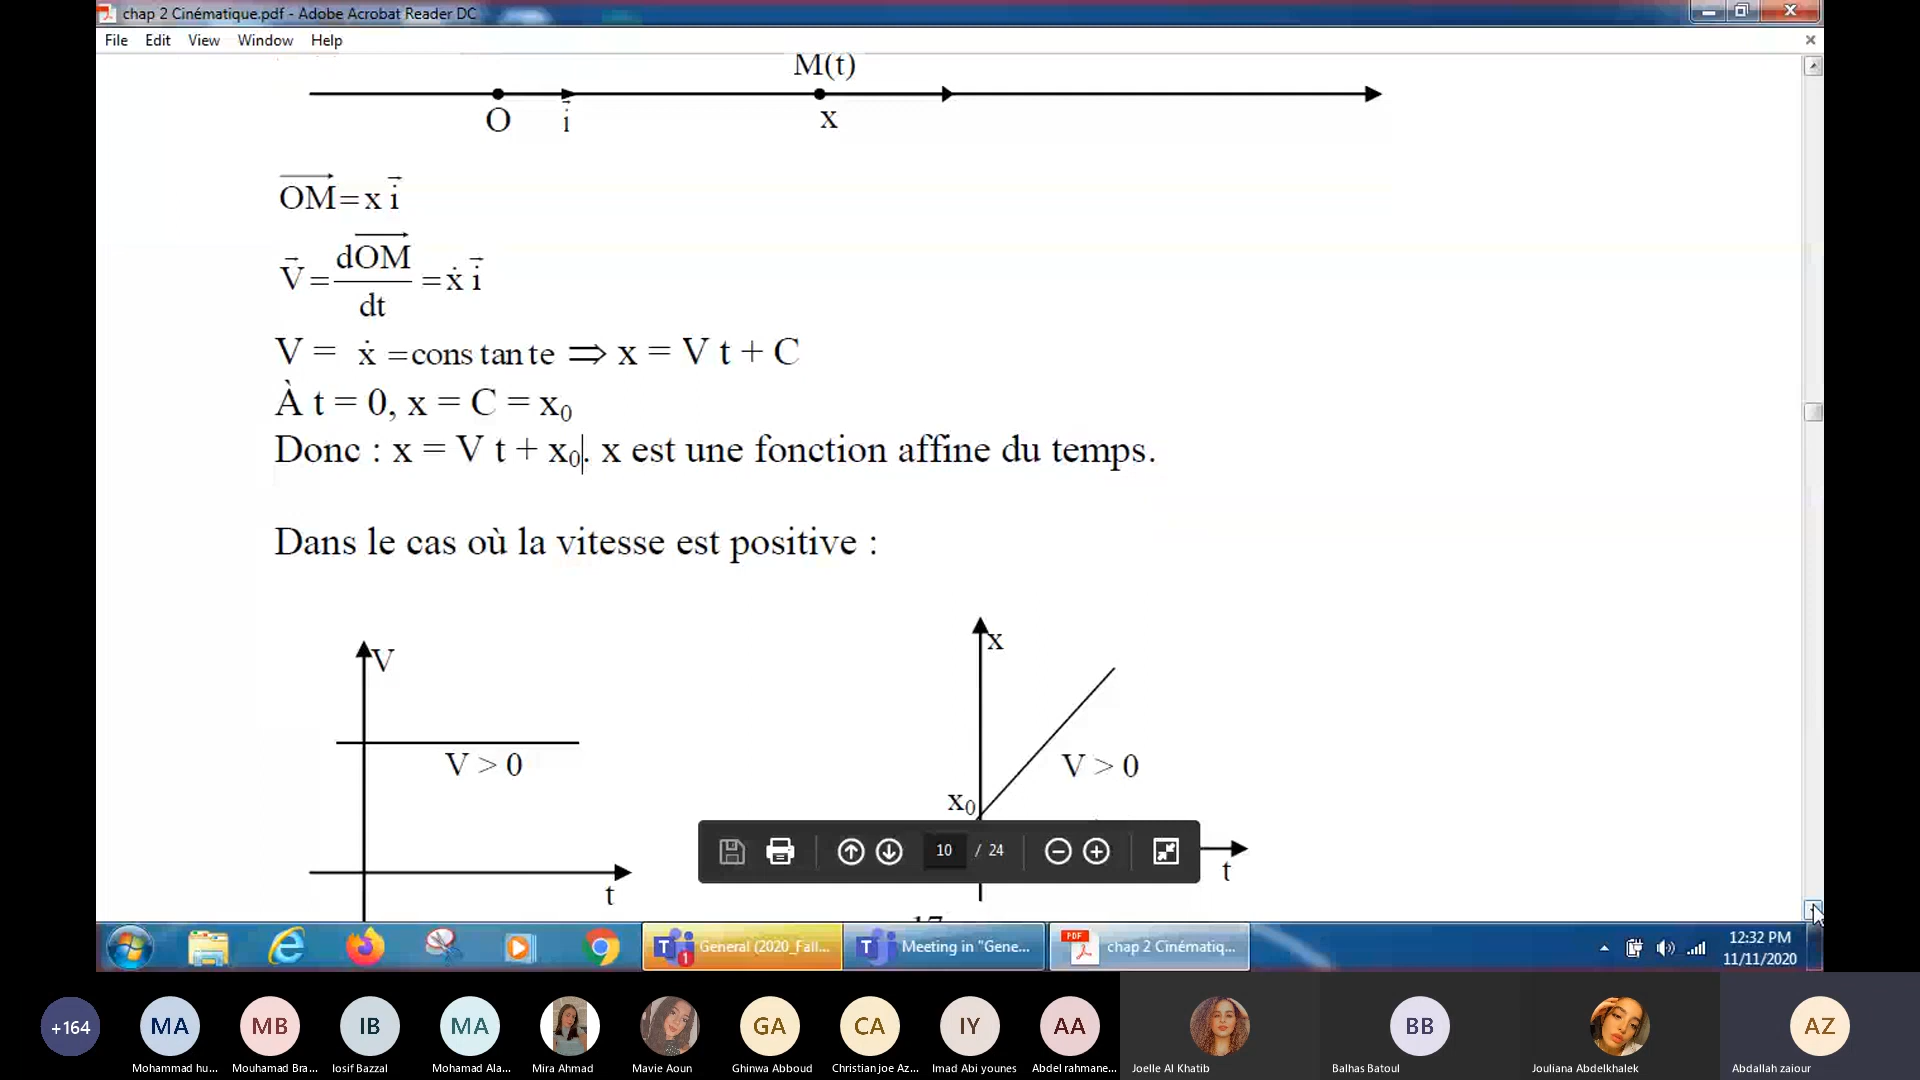 chap 2 Cinématique.pdf - Adobe Acrobat Reader DC
File Edit View Window Help
M(t)
O i⃗ x
OM⃗ = x i⃗
V⃗ = dOM⃗/dt = ẋ i⃗
V = ẋ = constante ⇒ x = V t + C
À t = 0, x = C = x₀
Donc : x = V t + x₀. x est une fonction affine du temps.
Dans le cas où la vitesse est positive :
V
V > 0
t
x
V > 0
x₀
t
10 / 24
General (2020_Fall...
1
Meeting in "Gene...
PDF
chap 2 Cinématiq...
12:32 PM
11/11/2020
+164
MA
MB
IB
MA
GA
CA
IY
AA
BB
AZ
Mohammad hu...
Mouhamad Bra...
Iosif Bazzal
Mohamad Ala...
Mira Ahmad
Mavie Aoun
Ghinwa Abboud
Christian joe Az...
Imad Abi younes
Abdel rahmane...
Joelle Al Khatib
Balhas Batoul
Jouliana Abdelkhalek
Abdallah zaiour